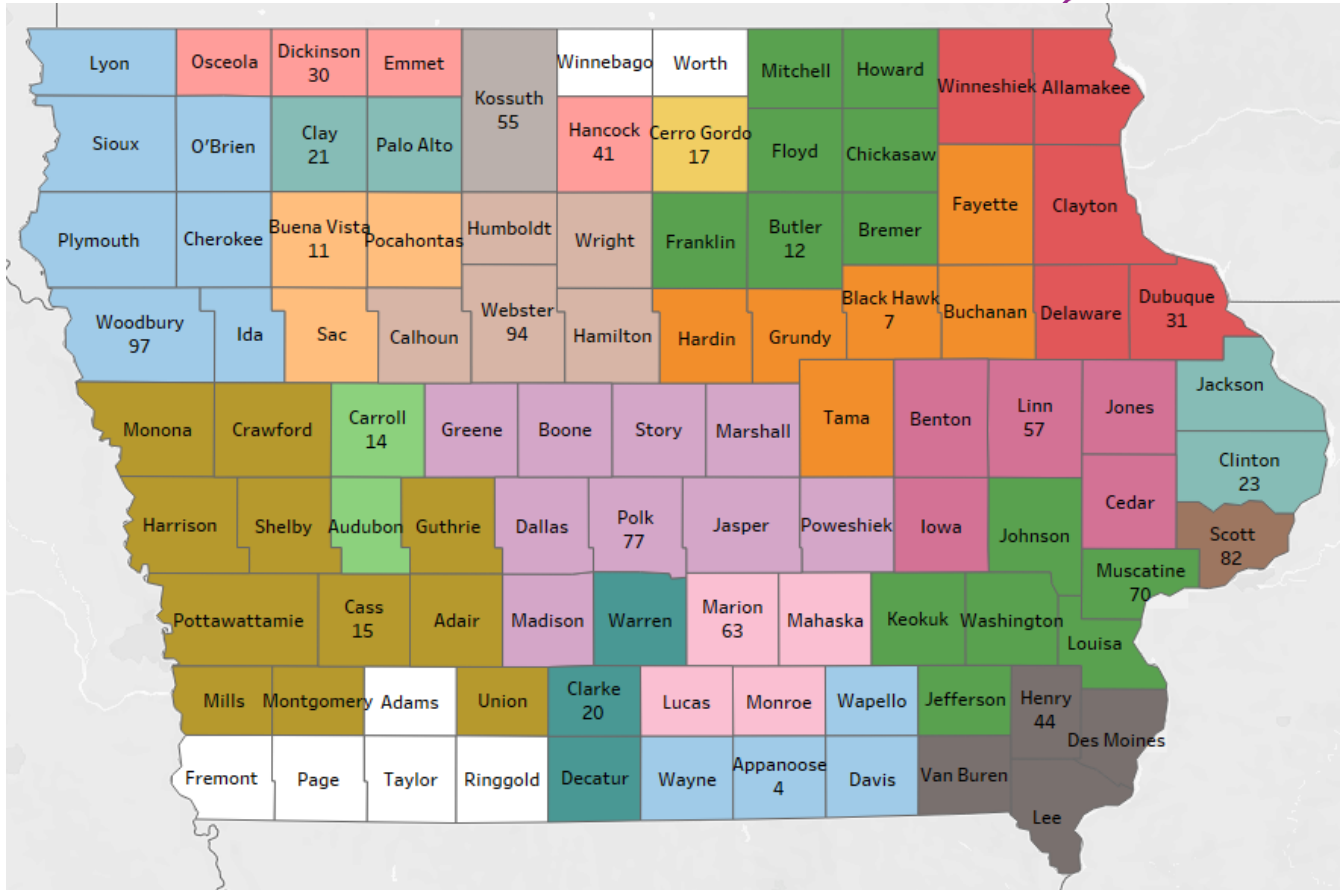 Lyon
Osceola
Dickinson
30
Emmet
Kossuth
55
Winnebago
Worth
Mitchell
Howard
Winneshiek
Allamakee
Sioux
O'Brien
Clay
21
Palo Alto
Hancock
41
Cerro Gordo
17
Floyd
Chickasaw
Fayette
Clayton
Plymouth
Cherokee
Buena Vista
11
Pocahontas
Humboldt
Wright
Franklin
Butler
12
Bremer
Woodbury
97
Ida
Sac
Calhoun
Webster
94
Hamilton
Hardin
Grundy
Black Hawk
7
Buchanan
Delaware
Dubuque
31
Jackson
Monona
Crawford
Carroll
14
Greene
Boone
Story
Marshall
Tama
Benton
Linn
57
Jones
Clinton
23
Harrison
Shelby
Audubon
Guthrie
Dallas
Polk
77
Jasper
Poweshiek
Iowa
Johnson
Cedar
Scott
82
Muscatine
70
Pottawattamie
Cass
15
Adair
Madison
Warren
Marion
63
Mahaska
Keokuk
Washington
Louisa
Mills
Montgomery
Adams
Union
Clarke
20
Lucas
Monroe
Wapello
Jefferson
Henry
44
Des Moines
Fremont
Page
Taylor
Ringgold
Decatur
Wayne
Appanoose
4
Davis
Van Buren
Lee